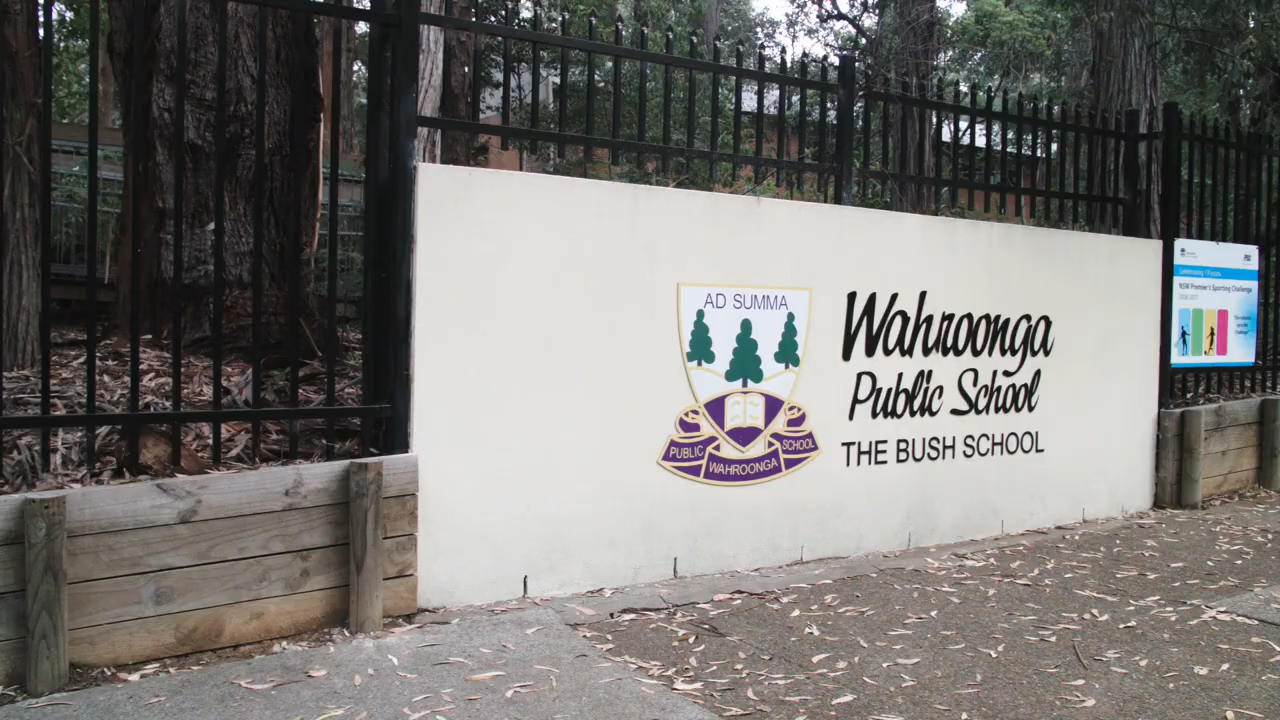 AD SUMMA
PUBLIC SCHOOL
WAHROONGA
Wahroonga
Public School
THE BUSH SCHOOL
NSW Premier's Sporting Challenge